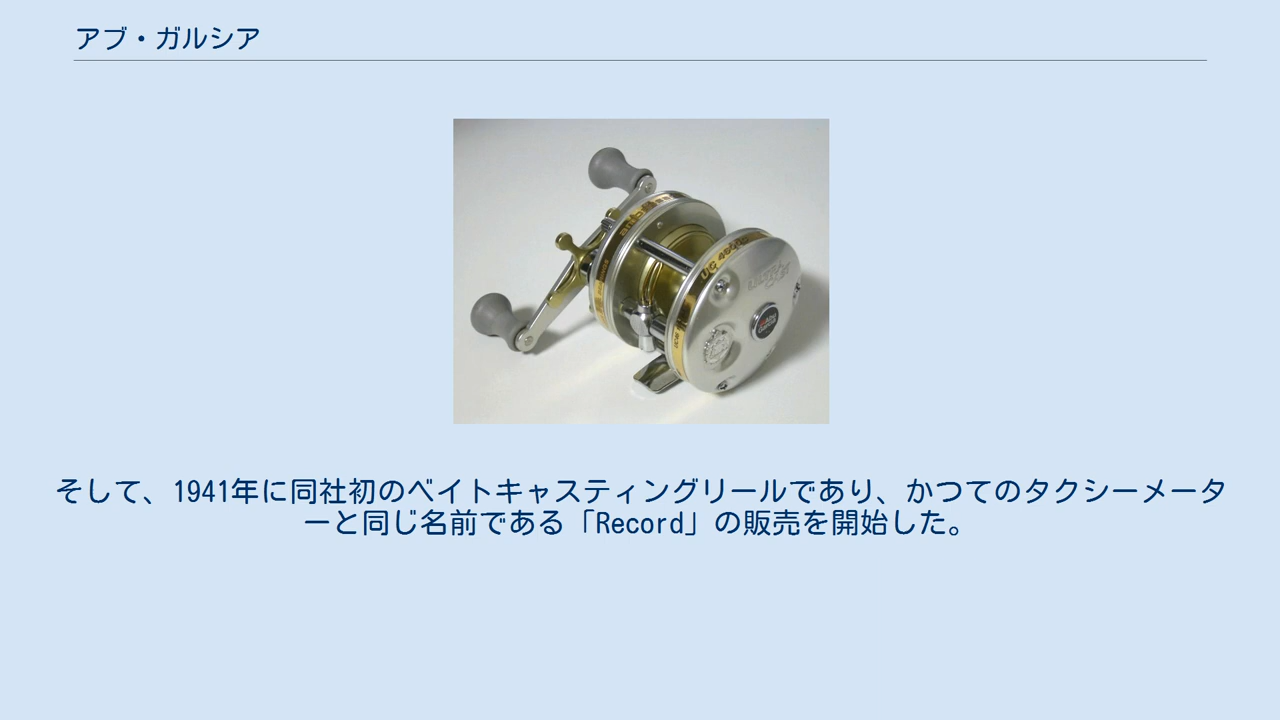 アブ・ガルシア
UC 4600
そして、1941年に同社初のベイトキャスティングリールであり、かつてのタクシーメータ
ーと同じ名前である「Record」の販売を開始した。